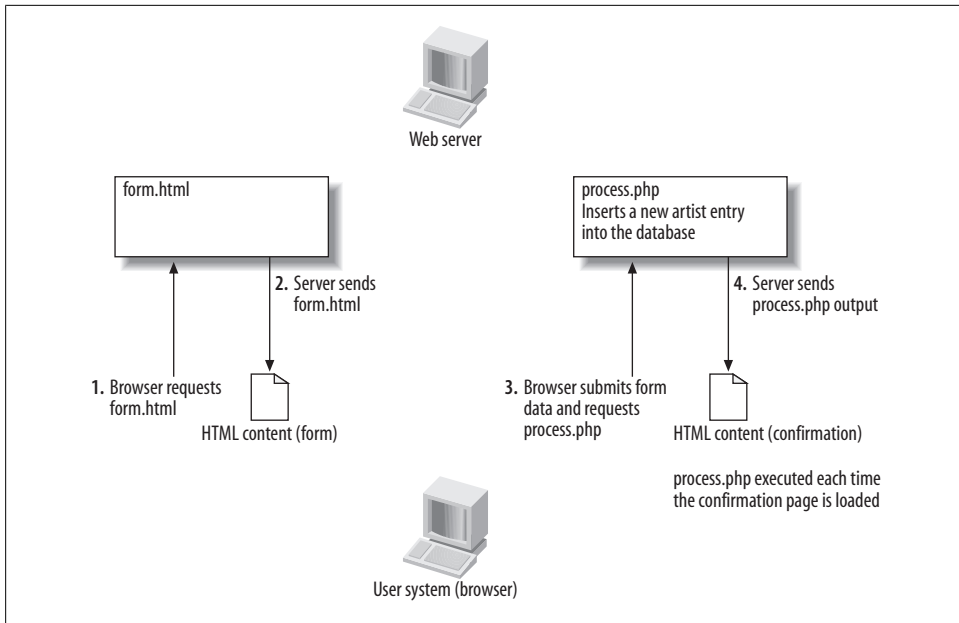 Web server
form.html
process.php
Inserts a new artist entry
into the database
2. Server sends
form.html
4. Server sends
process.php output
1. Browser requests
form.html
HTML content (form)
3. Browser submits form
data and requests
process.php
HTML content (confirmation)
process.php executed each time
the confirmation page is loaded
User system (browser)